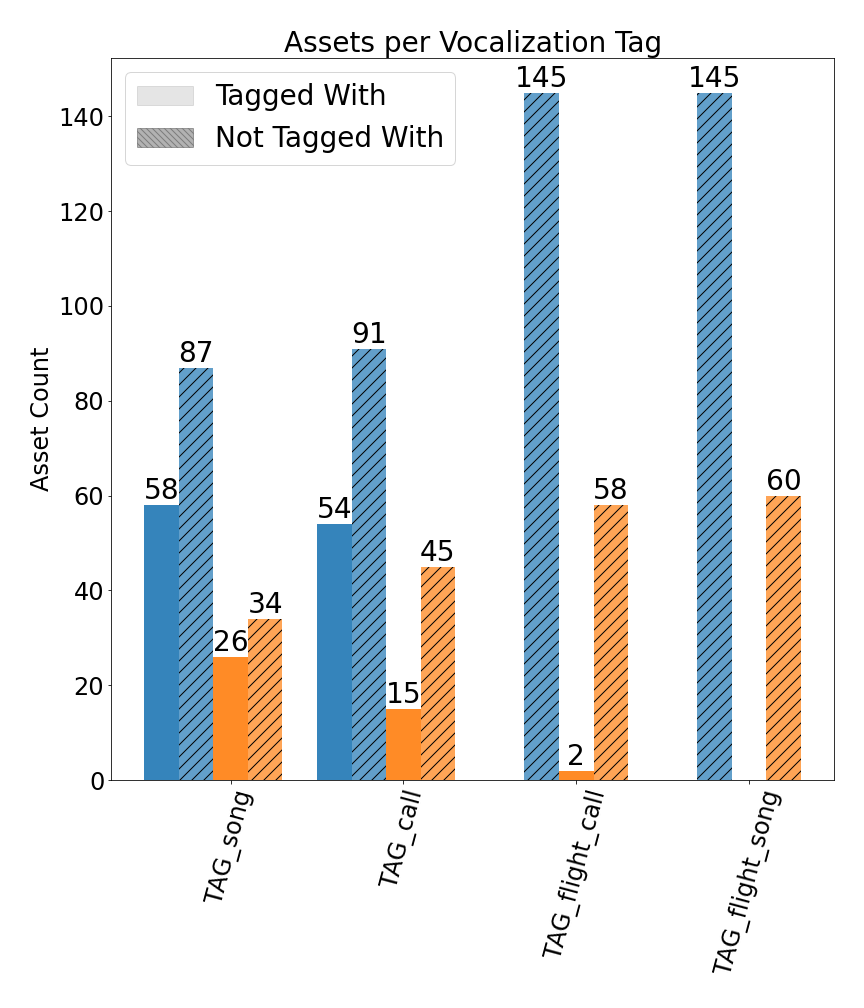 Assets per Vocalization Tag
Tagged With
Not Tagged With
Asset Count
140
120
100
80
60
40
20
0
58
87
26
34
54
91
15
45
145
2
58
145
60
TAG_song
TAG_call
TAG_flight_call
TAG_flight_song